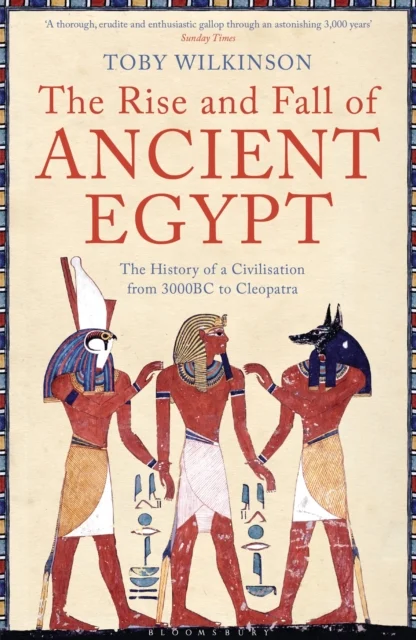 ‘A thorough, erudite and enthusiastic gallop through an astonishing 3,000 years’
Sunday Times
TOBY WILKINSON
The Rise and Fall of
ANCIENT
EGYPT
The History of a Civilisation
from 3000BC to Cleopatra
BLOOMSBURY